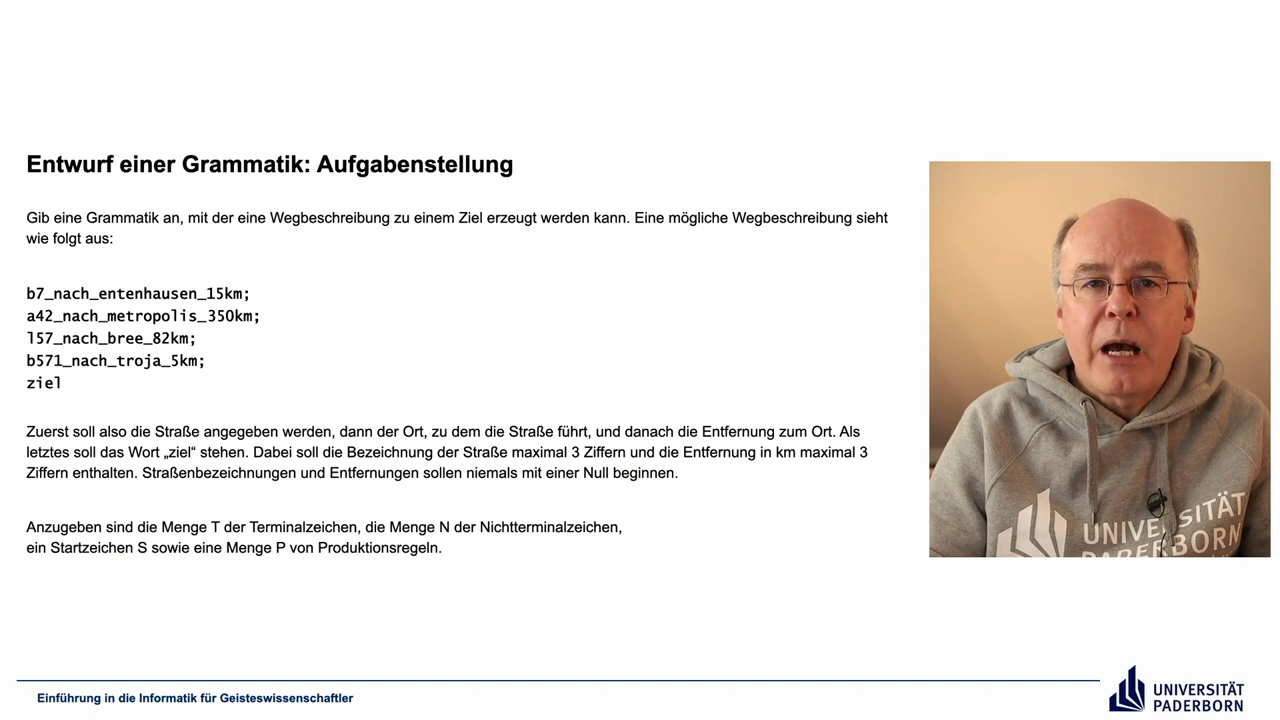 Entwurf einer Grammatik: Aufgabenstellung
Gib eine Grammatik an, mit der eine Wegbeschreibung zu einem Ziel erzeugt werden kann. Eine mögliche Wegbeschreibung sieht
wie folgt aus:
b7_nach_entenhausen_15km;
a42_nach_metropolis_350km;
l57_nach_bree_82km;
b571_nach_troja_5km;
ziel
Zuerst soll also die Straße angegeben werden, dann der Ort, zu dem die Straße führt, und danach die Entfernung zum Ort. Als
letztes soll das Wort „ziel“ stehen. Dabei soll die Bezeichnung der Straße maximal 3 Ziffern und die Entfernung in km maximal 3
Ziffern enthalten. Straßenbezeichnungen und Entfernungen sollen niemals mit einer Null beginnen.
Anzugeben sind die Menge T der Terminalzeichen, die Menge N der Nichtterminalzeichen,
ein Startzeichen S sowie eine Menge P von Produktionsregeln.
UNIVERSITÄT
PADERBORN
Einführung in die Informatik für Geisteswissenschaftler
UNIVERSITÄT
PADERBORN